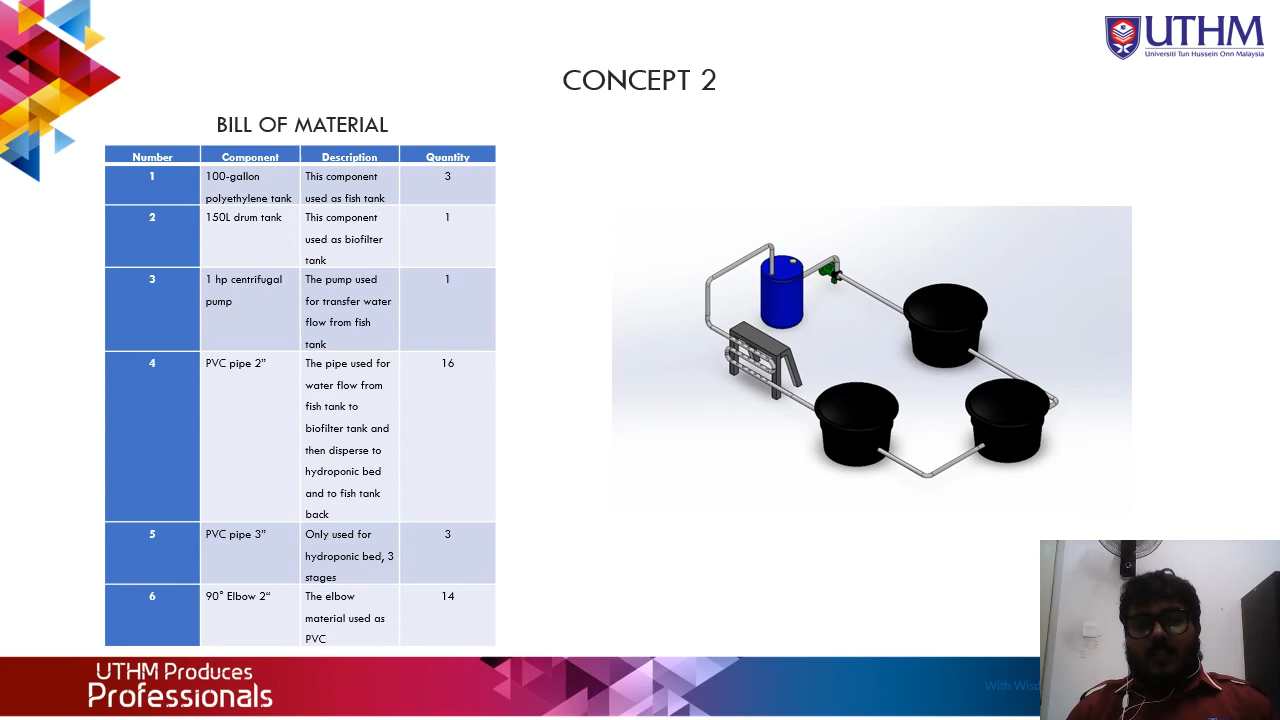 UTHM
Universiti Tun Hussein Onn Malaysia
CONCEPT 2
BILL OF MATERIAL
Number Component Description Quantity
1 100-gallon This component 3
polyethylene tank used as fish tank
2 150L drum tank This component 1
used as biofilter
tank
3 1 hp centrifugal The pump used 1
pump for transfer water
flow from fish
tank
4 PVC pipe 2” The pipe used for 16
water flow from
fish tank to
biofilter tank and
then disperse to
hydroponic bed
and to fish tank
back
5 PVC pipe 3” Only used for 3
hydroponic bed, 3
stages
6 90° Elbow 2“ The elbow 14
material used as
PVC
UTHM Produces
Professionals
With